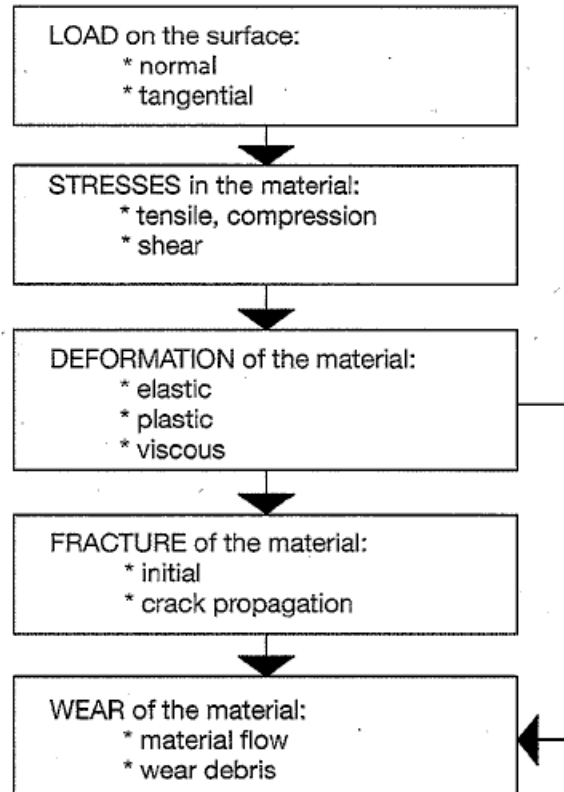 LOAD on the surface:
* normal
* tangential
STRESSES in the material:
* tensile, compression
* shear
DEFORMATION of the material:
* elastic
* plastic
* viscous
FRACTURE of the material:
* initial
* crack propagation
WEAR of the material:
* material flow
* wear debris